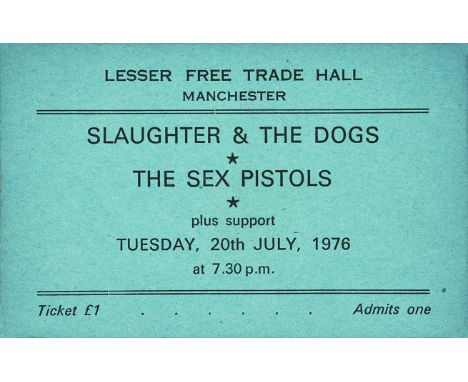 LESSER FREE TRADE HALL
MANCHESTER
SLAUGHTER & THE DOGS
★
THE SEX PISTOLS
★
plus support
TUESDAY, 20th JULY, 1976
at 7.30 p.m.
Ticket £1 . . . . . . Admits one